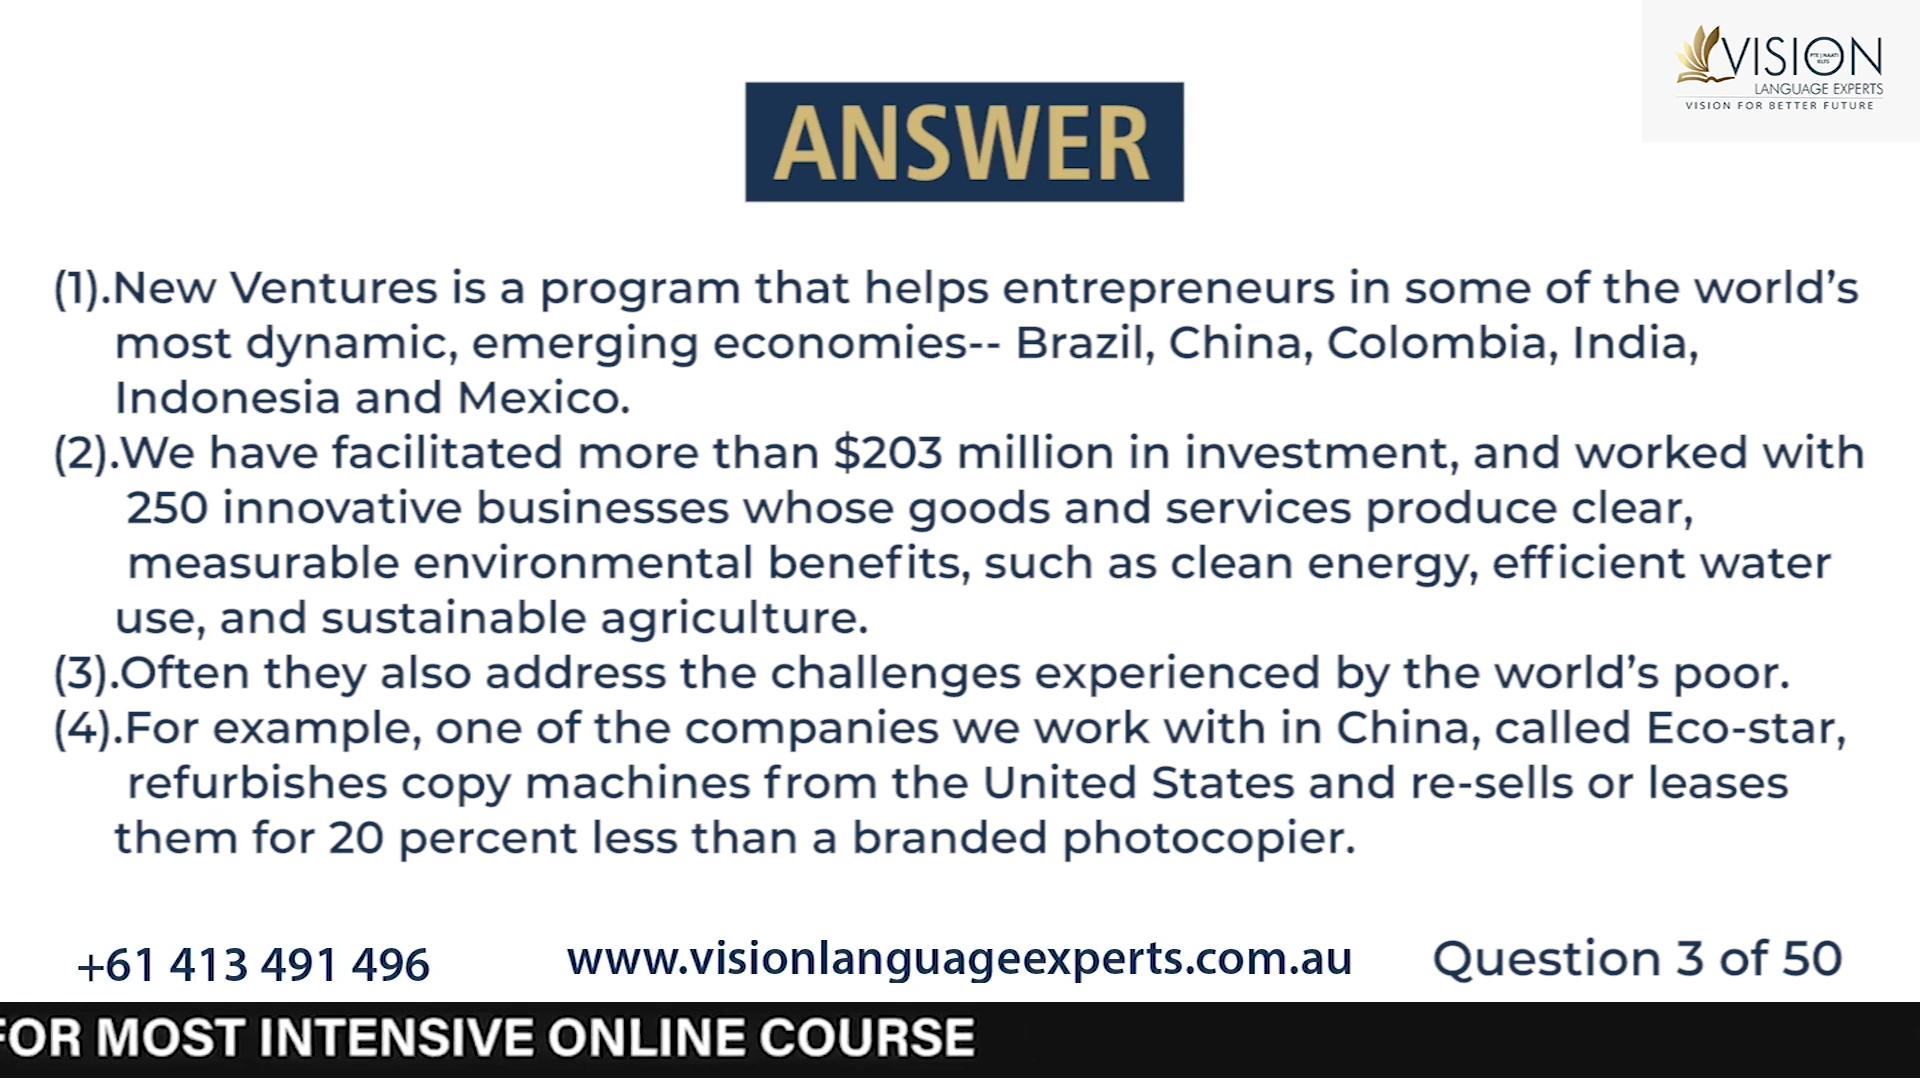 VISION
LANGUAGE EXPERTS
VISION FOR BETTER FUTURE
ANSWER
(1).New Ventures is a program that helps entrepreneurs in some of the world’s
most dynamic, emerging economies-- Brazil, China, Colombia, India,
Indonesia and Mexico.
(2).We have facilitated more than $203 million in investment, and worked with
250 innovative businesses whose goods and services produce clear,
measurable environmental benefits, such as clean energy, efficient water
use, and sustainable agriculture.
(3).Often they also address the challenges experienced by the world’s poor.
(4).For example, one of the companies we work with in China, called Eco-star,
refurbishes copy machines from the United States and re-sells or leases
them for 20 percent less than a branded photocopier.
+61 413 491 496
www.visionlanguageexperts.com.au
Question 3 of 50
FOR MOST INTENSIVE ONLINE COURSE